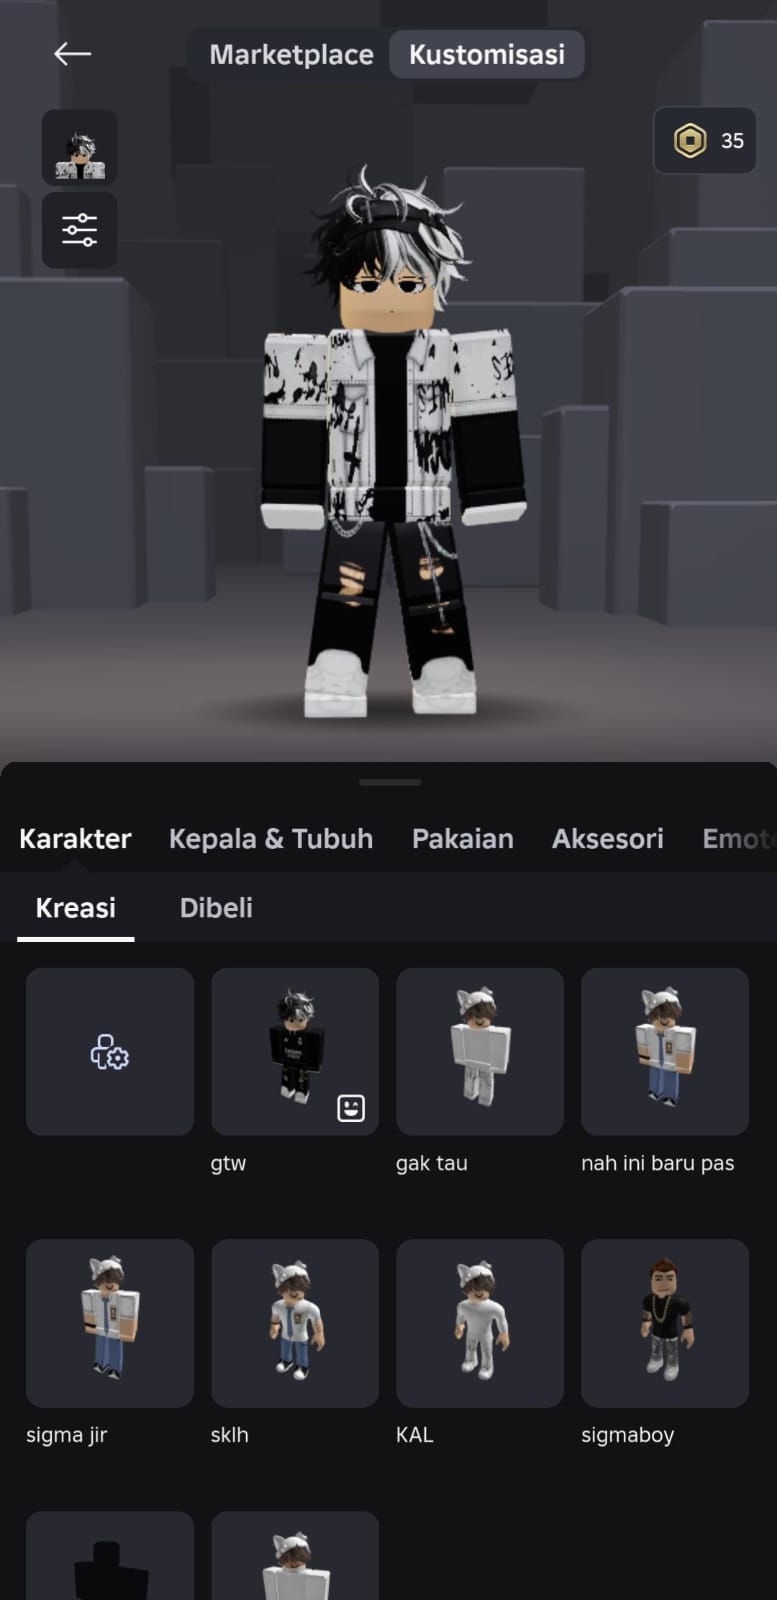 Marketplace
Kustomisasi
35
Karakter
Kepala & Tubuh
Pakaian
Aksesori
Emot
Kreasi
Dibeli
gtw
gak tau
nah ini baru pas
sigma jir
sklh
KAL
sigmaboy